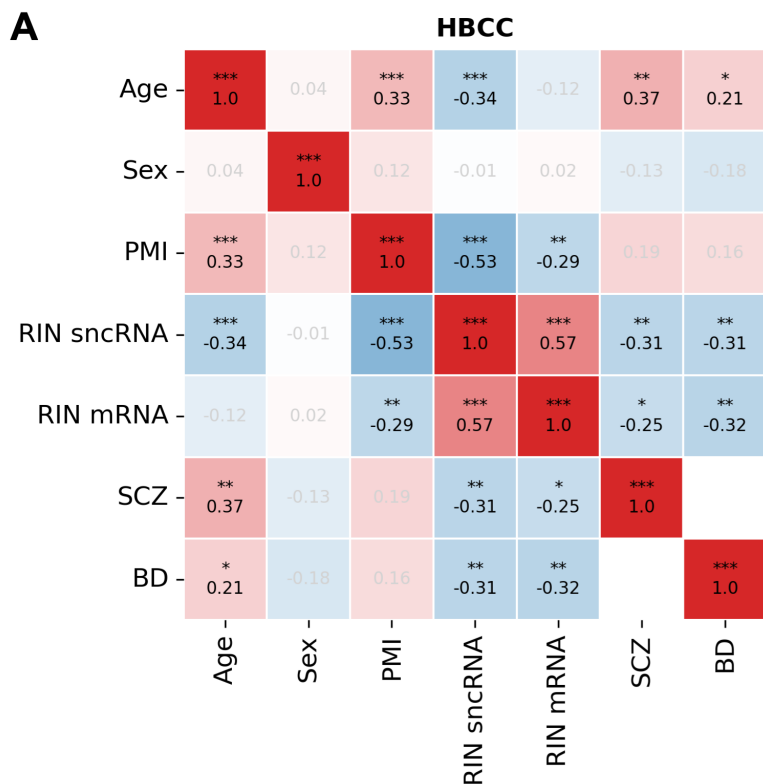 A
HBCC
Age
*** *** *** ** *
1.0 0.04 0.33 -0.34 -0.12 0.37 0.21
Sex
***
0.04 1.0 0.12 -0.01 0.02 -0.13 -0.18
PMI
*** *** *** **
0.33 0.12 1.0 -0.53 -0.29 0.19 0.16
RIN sncRNA
*** *** *** *** ** **
-0.34 -0.01 -0.53 1.0 0.57 -0.31 -0.31
RIN mRNA
** *** *** * **
-0.12 0.02 -0.29 0.57 1.0 -0.25 -0.32
SCZ
** ** * ***
0.37 -0.13 0.19 -0.31 -0.25 1.0
BD
* ** ** ***
0.21 -0.18 0.16 -0.31 -0.32 1.0
Age
Sex
PMI
RIN sncRNA
RIN mRNA
SCZ
BD